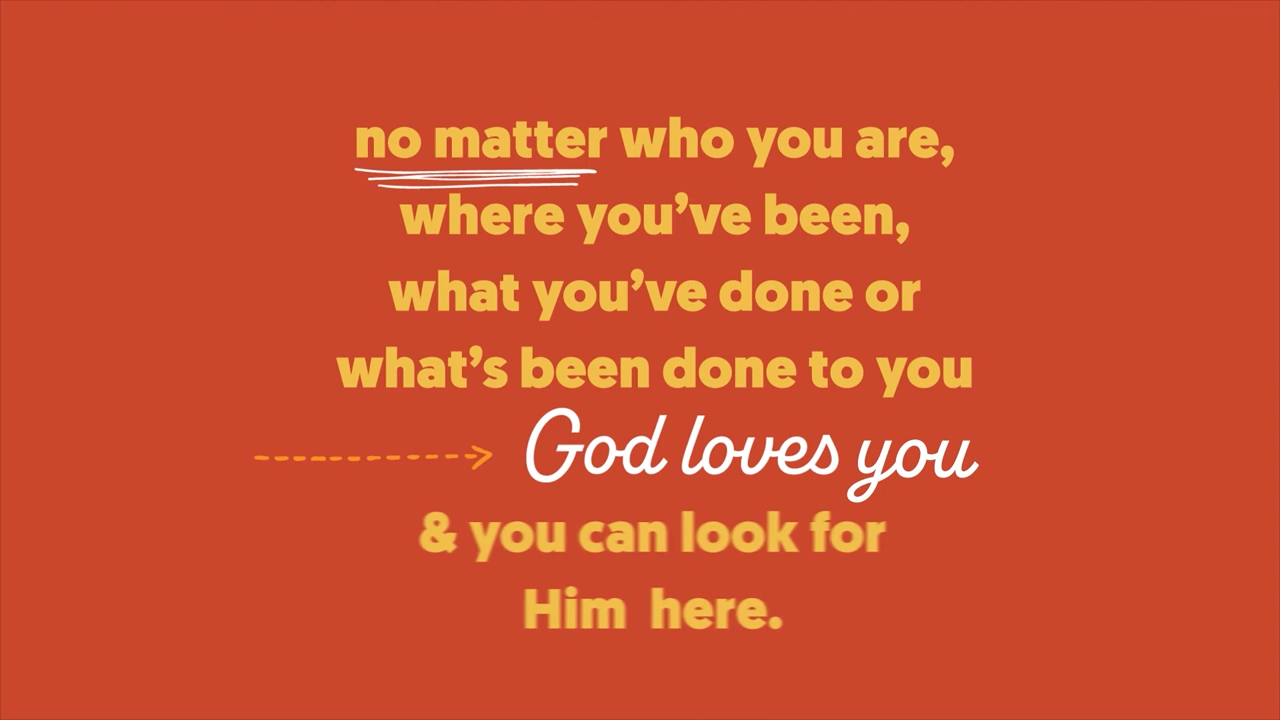 no matter who you are,
where you’ve been,
what you’ve done or
what’s been done to you
God loves you
& you can look for
Him here.